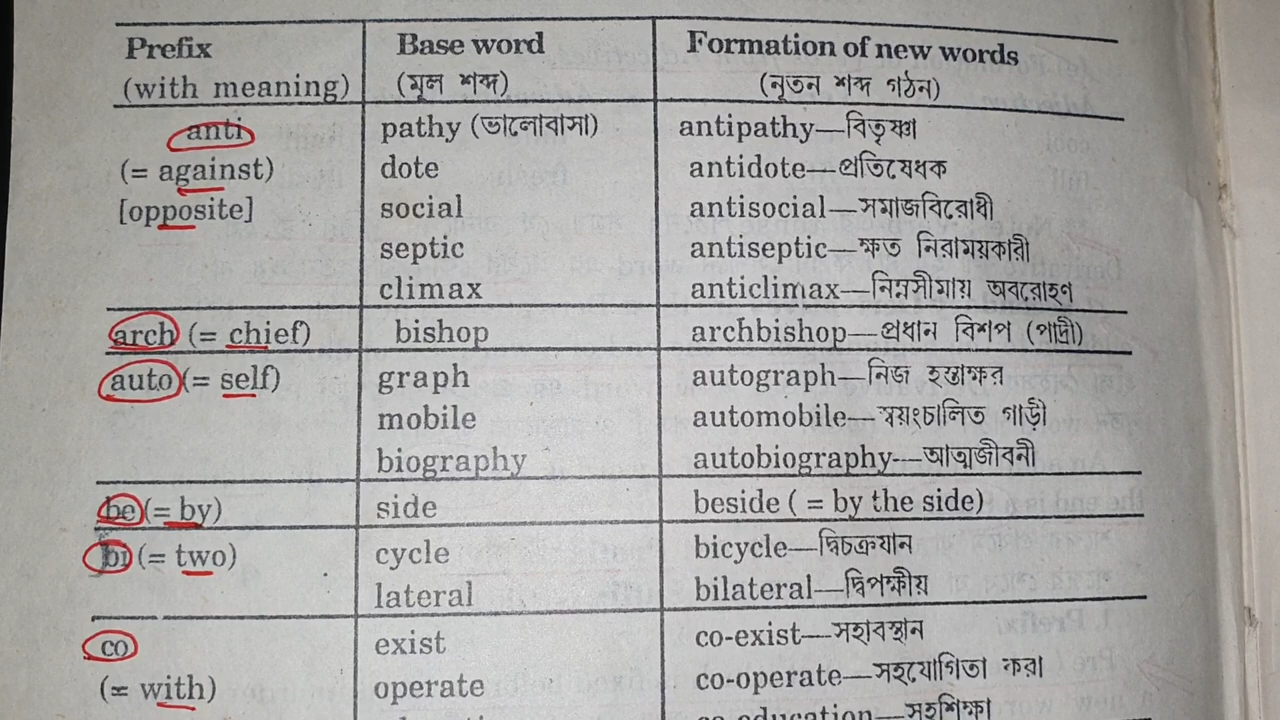 Prefix Base word Formation of new words
(with meaning) (মূল শব্দ) (নূতন শব্দ গঠন)
anti pathy (ভালোবাসা) antipathy—বিতৃষ্ণা
(= against) dote antidote—প্রতিষেধক
[opposite] social antisocial—সমাজবিরোধী
septic antiseptic—ক্ষত নিরাময়কারী
climax anticlimax—নিম্নসীমায় অবরোহণ
arch (= chief) bishop archbishop—প্রধান বিশপ (পাদ্রী)
auto (= self) graph autograph—নিজ হস্তাক্ষর
mobile automobile—স্বয়ংচালিত গাড়ী
biography autobiography—আত্মজীবনী
be (= by) side beside ( = by the side)
bi (= two) cycle bicycle—দ্বিচক্রযান
lateral bilateral—দ্বিপক্ষীয়
co exist co-exist—সহাবস্থান
(= with) operate co-operate—সহযোগিতা করা
co-education—সহশিক্ষা